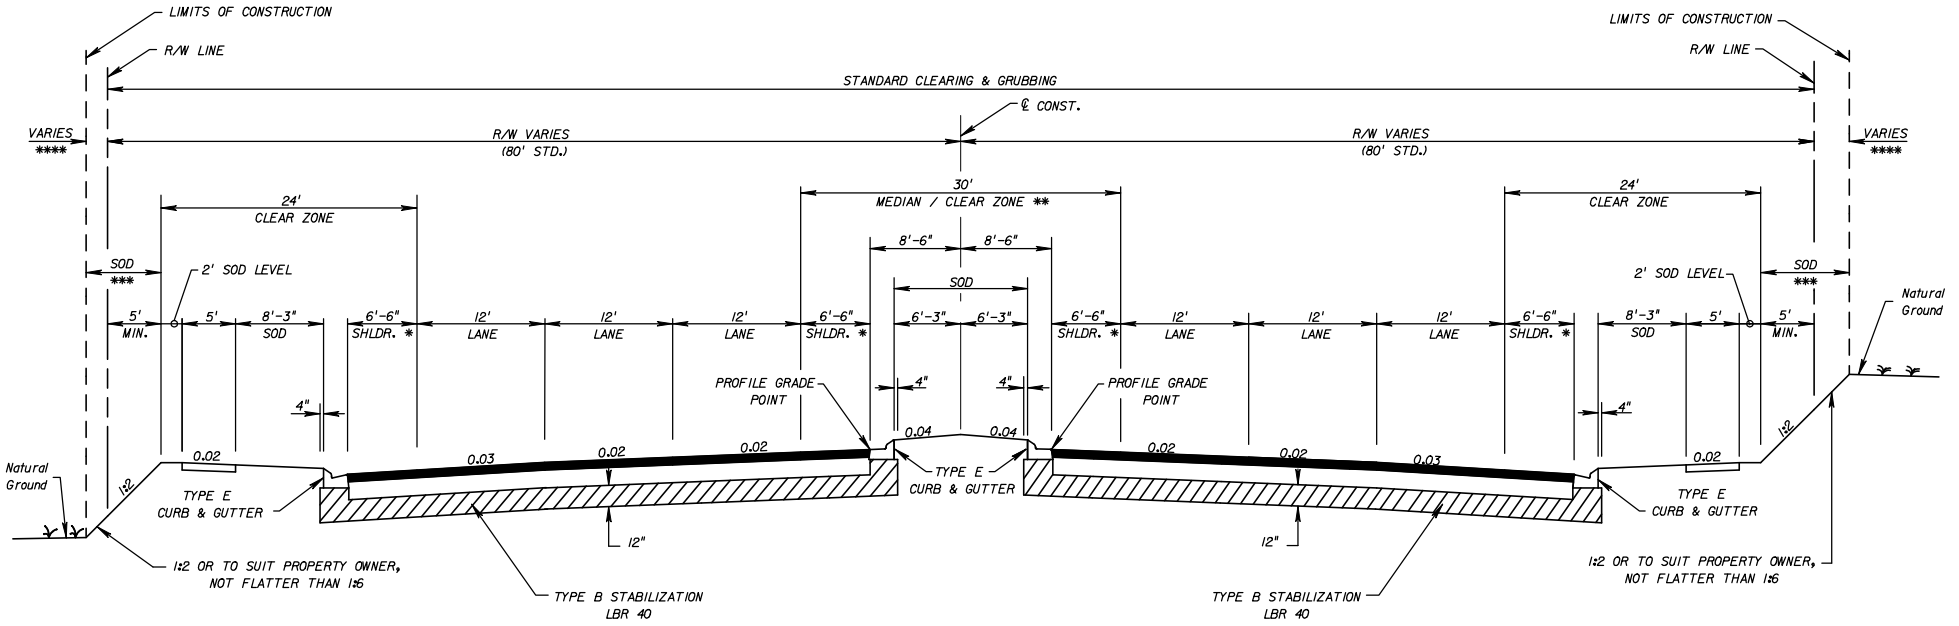 LIMITS OF CONSTRUCTION
LIMITS OF CONSTRUCTION
R/W LINE
R/W LINE
STANDARD CLEARING & GRUBBING
℄ CONST.
VARIES
****
R/W VARIES
(80' STD.)
R/W VARIES
(80' STD.)
VARIES
****
24'
CLEAR ZONE
30'
MEDIAN / CLEAR ZONE **
24'
CLEAR ZONE
8'-6" 8'-6"
SOD
***
2' SOD LEVEL
SOD
2' SOD LEVEL
SOD
***
Natural
Ground
5'
MIN.
5'
8'-3"
SOD
6'-6"
SHLDR. *
12'
LANE
12'
LANE
12'
LANE
6'-6"
SHLDR. *
6'-3" 6'-3"
6'-6"
SHLDR. *
12'
LANE
12'
LANE
12'
LANE
6'-6"
SHLDR. *
8'-3"
SOD
5'
5'
MIN.
PROFILE GRADE
POINT
4" 4"
PROFILE GRADE
POINT
4" 4"
0.02 0.03 0.02 0.02 0.04 0.04 0.02 0.02 0.03 0.02
1:2
1:2
Natural
Ground
TYPE E
CURB & GUTTER
TYPE E
CURB & GUTTER
TYPE E
CURB & GUTTER
12" 12"
1:2 OR TO SUIT PROPERTY OWNER,
NOT FLATTER THAN 1:6
1:2 OR TO SUIT PROPERTY OWNER,
NOT FLATTER THAN 1:6
TYPE B STABILIZATION
LBR 40
TYPE B STABILIZATION
LBR 40